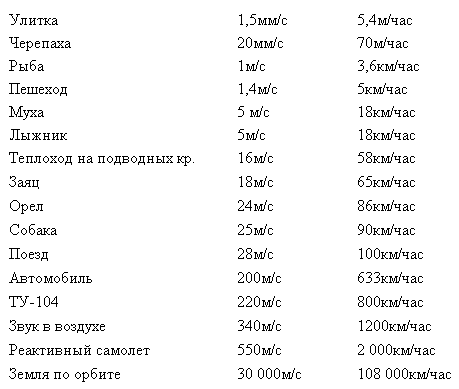 Улитка 1,5мм/с 5,4м/час
Черепаха 20мм/с 70м/час
Рыба 1м/с 3,6км/час
Пешеход 1,4м/с 5км/час
Муха 5 м/с 18км/час
Лыжник 5м/с 18км/час
Теплоход на подводных кр. 16м/с 58км/час
Заяц 18м/с 65км/час
Орел 24м/с 86км/час
Собака 25м/с 90км/час
Поезд 28м/с 100км/час
Автомобиль 200м/с 633км/час
ТУ-104 220м/с 800км/час
Звук в воздухе 340м/с 1200км/час
Реактивный самолет 550м/с 2 000км/час
Земля по орбите 30 000м/с 108 000км/час